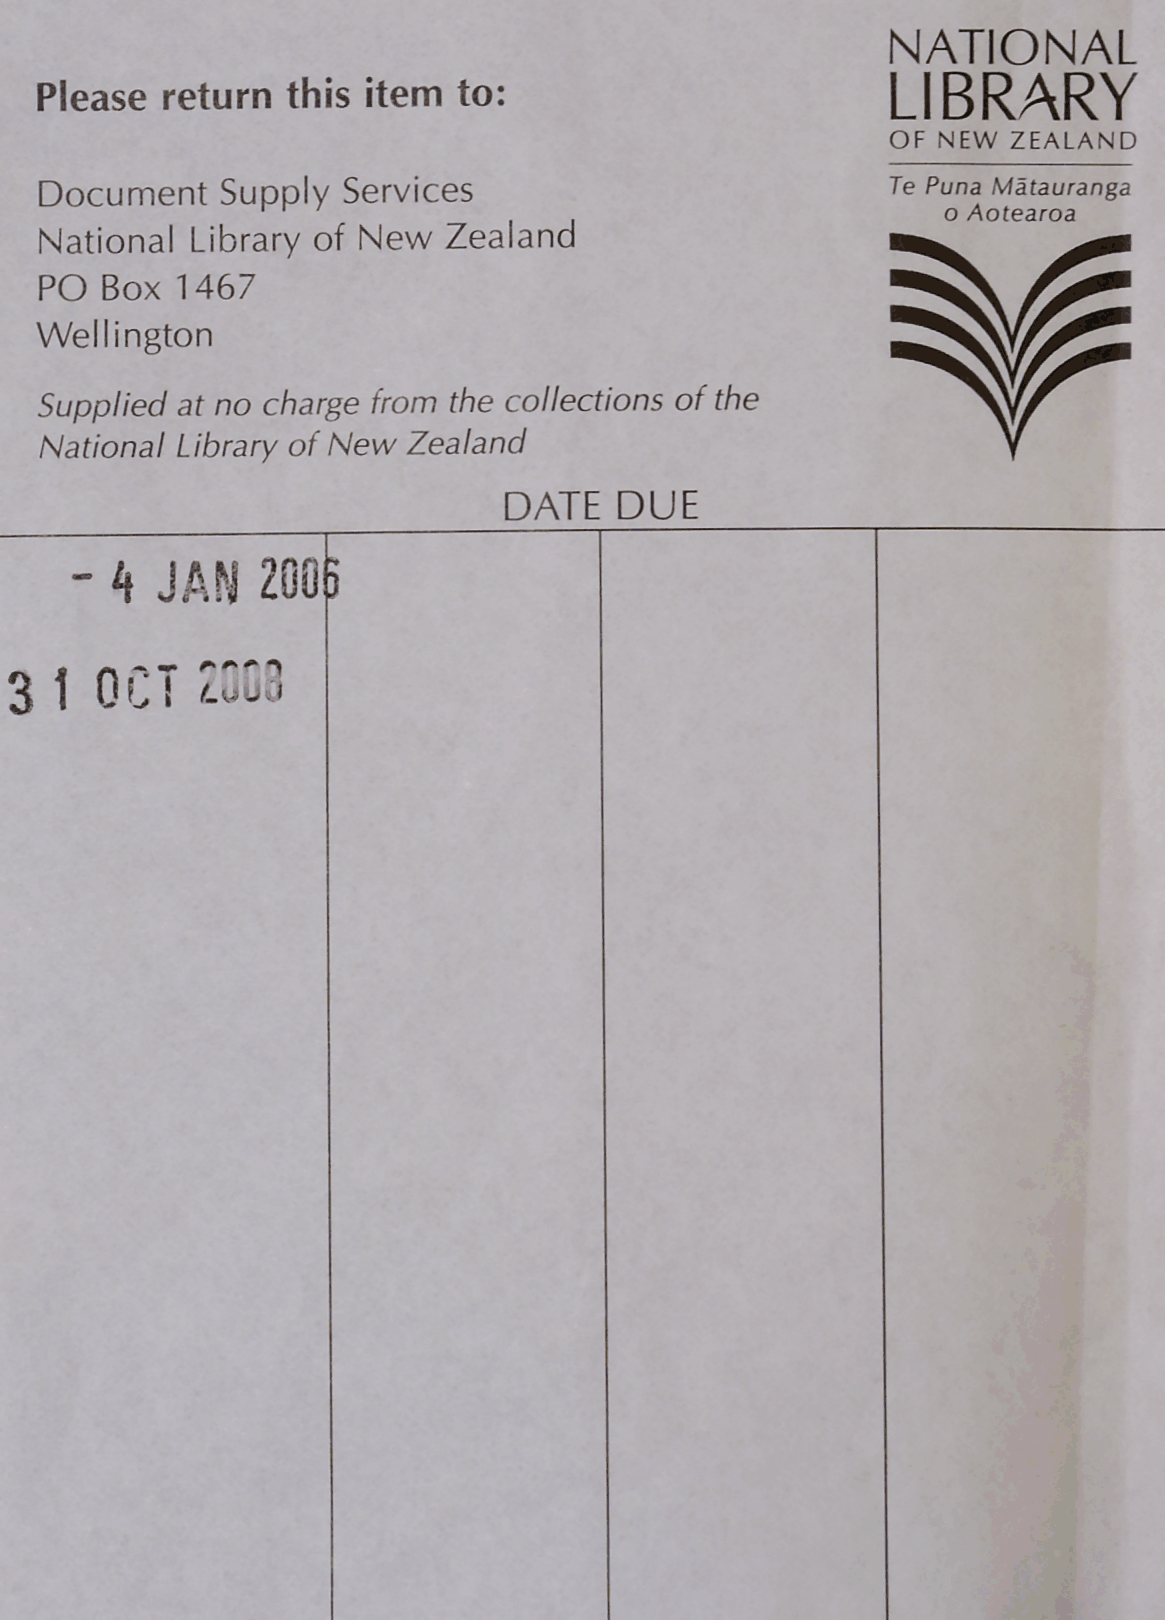 Please return this item to:
Document Supply Services
National Library of New Zealand
PO Box 1467
Wellington
Supplied at no charge from the collections of the
National Library of New Zealand
NATIONAL
LIBRARY
OF NEW ZEALAND
Te Puna Mātauranga
o Aotearoa
DATE DUE
- 4 JAN 2006
31 OCT 2008